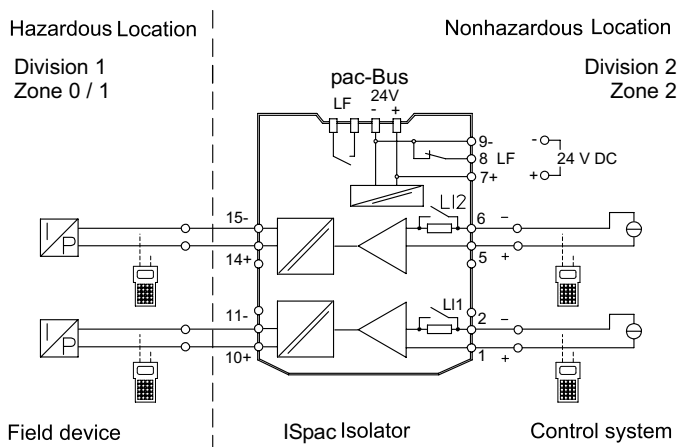 Hazardous Location
Nonhazardous Location
Division 1
Zone 0 / 1
Division 2
Zone 2
pac-Bus
LF
24V
- +
9-
8 LF
7+
-
+
24 V DC
LI2
15-
14+
6
5
–
+
I
P
LI1
11-
10+
2
1
–
+
I
P
Field device
ISpac Isolator
Control system